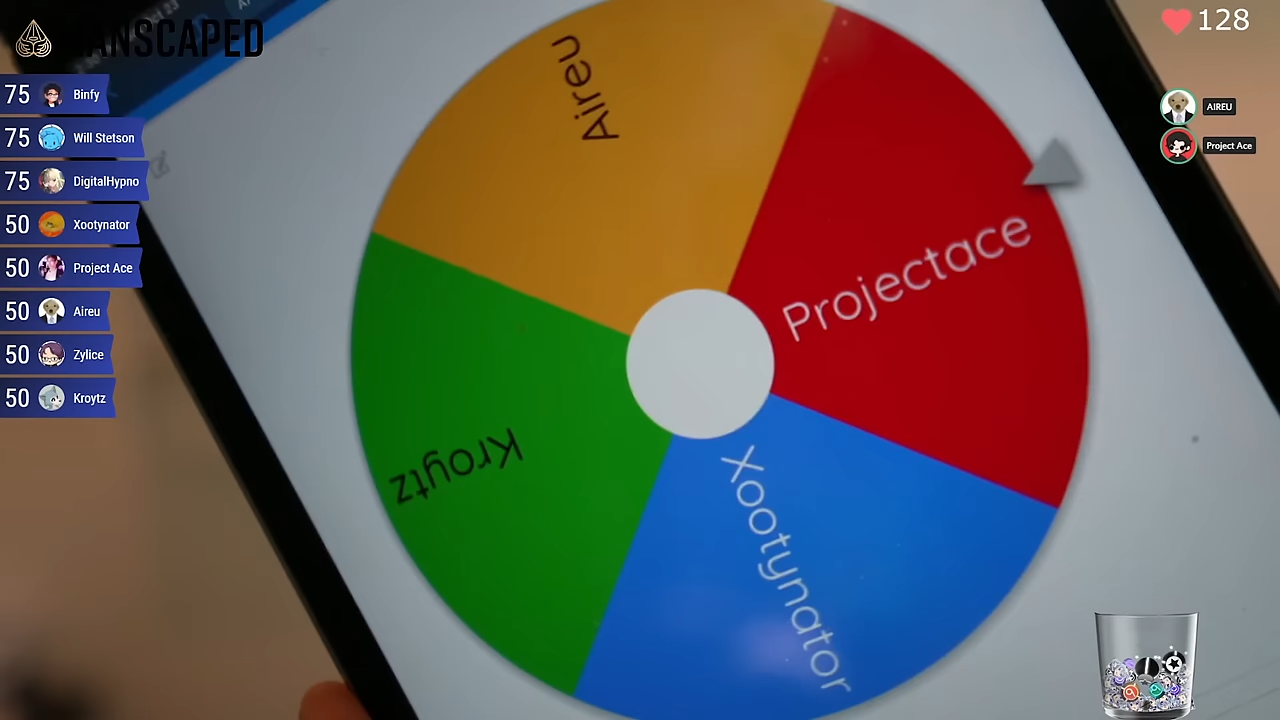 MANSCAPED
128
75 Binfy
75 Will Stetson
75 DigitalHypno
50 Xootynator
50 Project Ace
50 Aireu
50 Zylice
50 Kroytz
AIREU
Project Ace
Aireu
Projectace
Kroytz
Xootynator